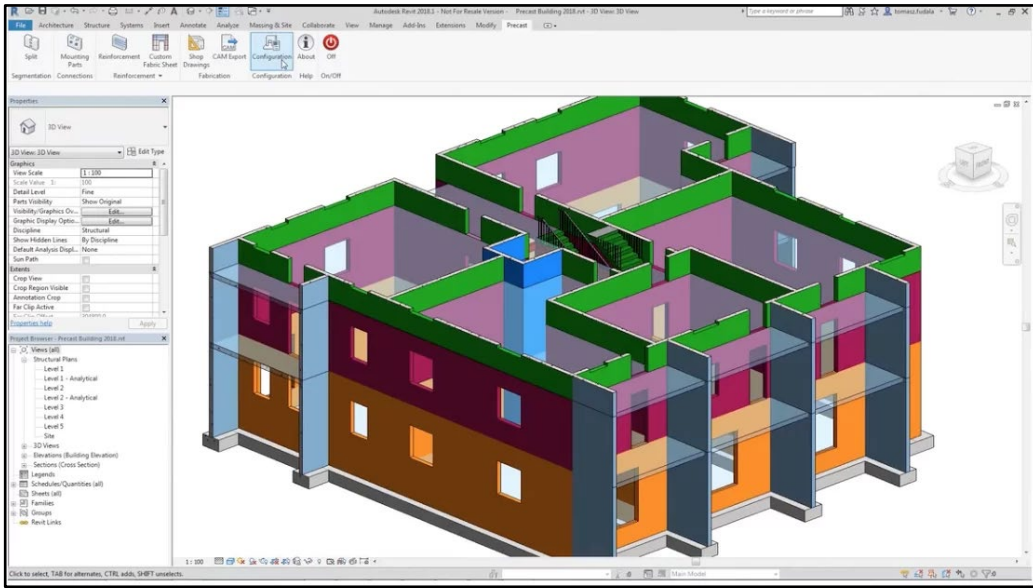 Autodesk Revit 2018.1 - Not For Resale Version - Precast Building 2018.rvt - 3D View: 3D View
Type a keyword or phrase
tomasz.fudala
File Architecture Structure Systems Insert Annotate Analyze Massing & Site Collaborate View Manage Add-Ins Extensions Modify Precast
Split Mounting Parts Reinforcement Custom Fabric Sheet Shop Drawings CAM Export Configuration About Off
Segmentation Connections Reinforcement Fabrication Configuration Help On/Off
Properties
3D View
3D View: 3D View Edit Type
Graphics
View Scale 1 : 100
Scale Value 1: 100
Detail Level Fine
Parts Visibility Show Original
Visibility/Graphics Ov... Edit...
Graphic Display Optio... Edit...
Discipline Structural
Show Hidden Lines By Discipline
Default Analysis Displ... None
Sun Path
Extents
Crop View
Crop Region Visible
Annotation Crop
Far Clip Active
Properties help Apply
Project Browser - Precast Building 2018.rvt
Views (all)
Structural Plans
Level 1
Level 1 - Analytical
Level 2
Level 2 - Analytical
Level 3
Level 4
Level 5
Site
3D Views
Elevations (Building Elevation)
Sections (Cross Section)
Legends
Schedules/Quantities (all)
Sheets (all)
Families
Groups
Revit Links
1 : 100
Click to select, TAB for alternates, CTRL adds, SHIFT unselects.
Main Model